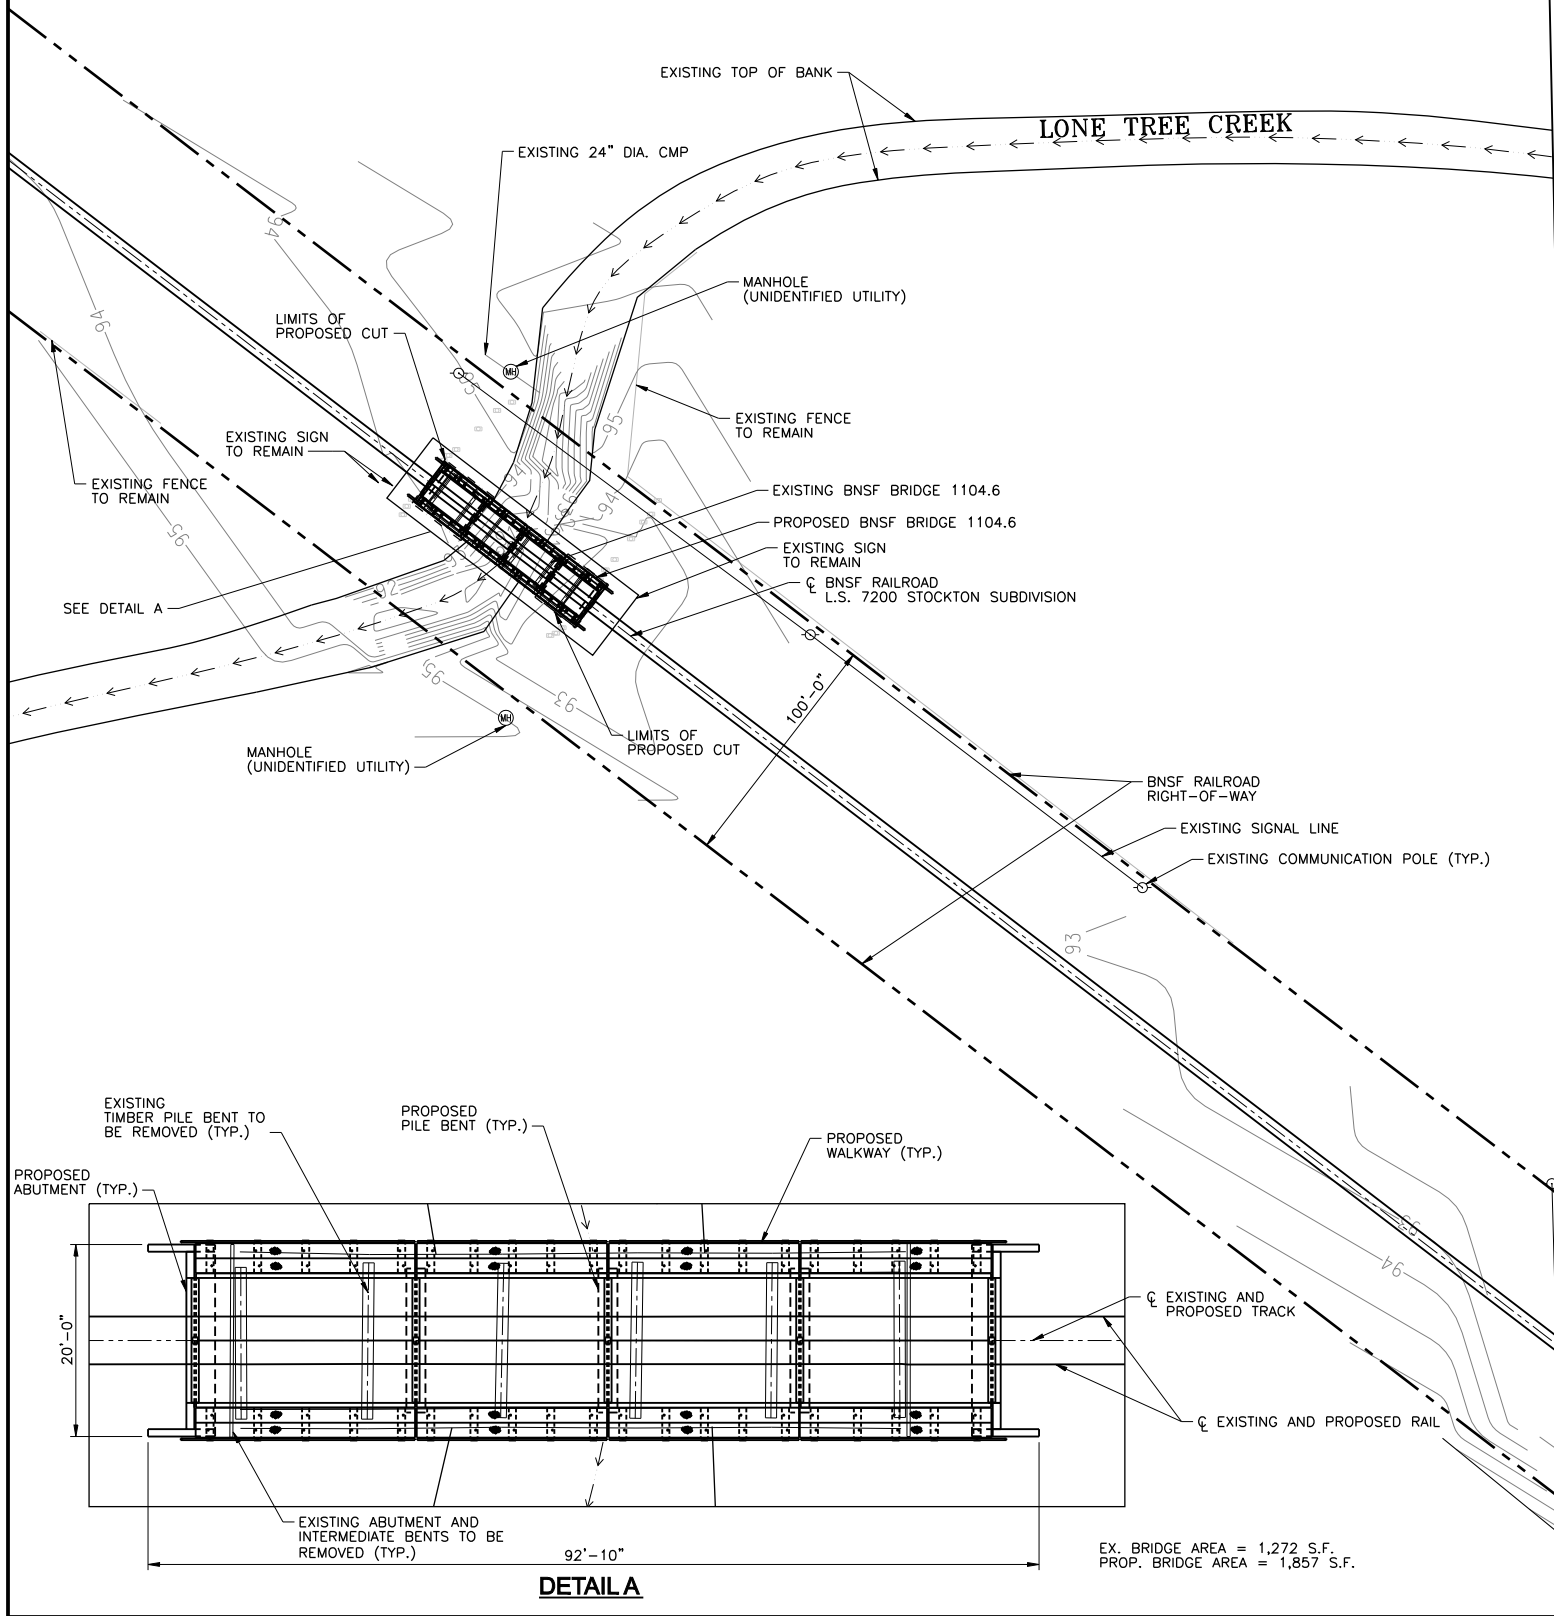 EXISTING TOP OF BANK
LONE TREE CREEK
EXISTING 24" DIA. CMP
94
MANHOLE
(UNIDENTIFIED UTILITY)
94
LIMITS OF
PROPOSED CUT
MH
95
EXISTING FENCE
TO REMAIN
EXISTING SIGN
TO REMAIN
94
EXISTING FENCE
TO REMAIN
EXISTING BNSF BRIDGE 1104.6
94
PROPOSED BNSF BRIDGE 1104.6
95
EXISTING SIGN
TO REMAIN
℄ BNSF RAILROAD
L.S. 7200 STOCKTON SUBDIVISION
92
SEE DETAIL A
95
93
100'-0"
MH
LIMITS OF
PROPOSED CUT
MANHOLE
(UNIDENTIFIED UTILITY)
BNSF RAILROAD
RIGHT-OF-WAY
EXISTING SIGNAL LINE
EXISTING COMMUNICATION POLE (TYP.)
93
EXISTING
TIMBER PILE BENT TO
BE REMOVED (TYP.)
PROPOSED
PILE BENT (TYP.)
PROPOSED
WALKWAY (TYP.)
PROPOSED
ABUTMENT (TYP.)
93
94
℄ EXISTING AND
PROPOSED TRACK
20'-0"
℄ EXISTING AND PROPOSED RAIL
EXISTING ABUTMENT AND
INTERMEDIATE BENTS TO BE
REMOVED (TYP.)
92'-10"
EX. BRIDGE AREA = 1,272 S.F.
PROP. BRIDGE AREA = 1,857 S.F.
DETAIL A